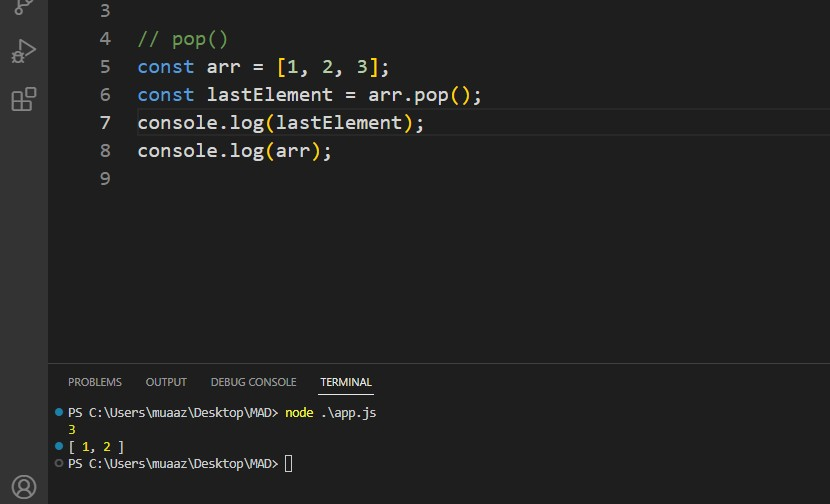 3
4 // pop()
5 const arr = [1, 2, 3];
6 const lastElement = arr.pop();
7 console.log(lastElement);
8 console.log(arr);
9
PROBLEMS OUTPUT DEBUG CONSOLE TERMINAL
PS C:\Users\muaaz\Desktop\MAD> node .\app.js
3
[ 1, 2 ]
PS C:\Users\muaaz\Desktop\MAD>